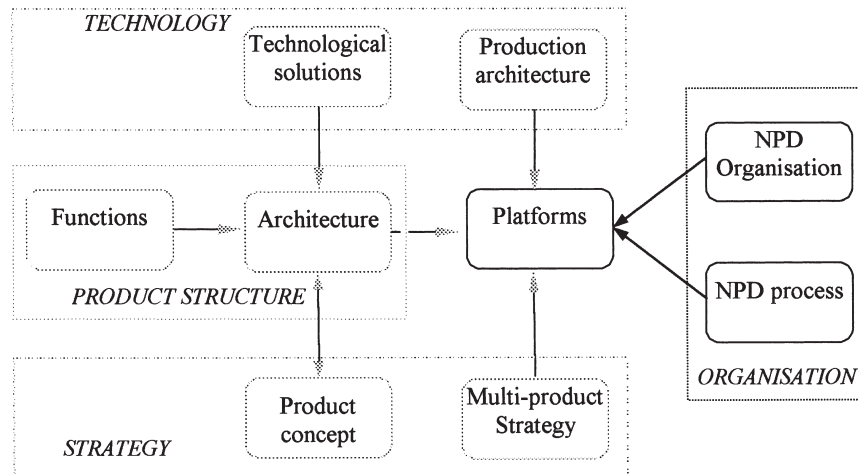 TECHNOLOGY
Technological
solutions
Production
architecture
NPD
Organisation
Functions
Architecture
Platforms
PRODUCT STRUCTURE
NPD process
ORGANISATION
Product
concept
Multi-product
Strategy
STRATEGY